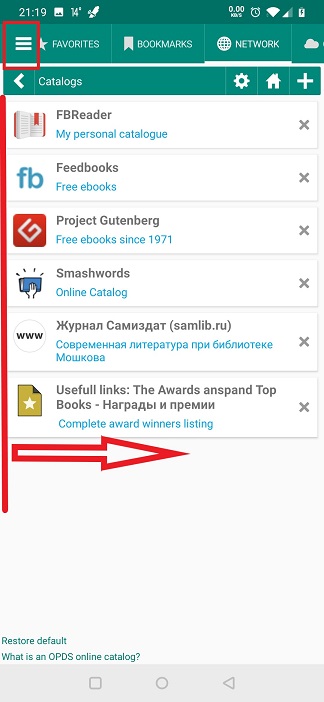 21:19 14° 0.00 KB/S
FAVORITES BOOKMARKS NETWORK
Catalogs
FBReader
My personal catalogue
fb
Feedbooks
Free ebooks
Project Gutenberg
Free ebooks since 1971
Smashwords
Online Catalog
www
Журнал Самиздат (samlib.ru)
Современная литература при библиотеке
Мошкова
Usefull links: The Awards anspand Top
Books - Награды и премии
Complete award winners listing
Restore default
What is an OPDS online catalog?